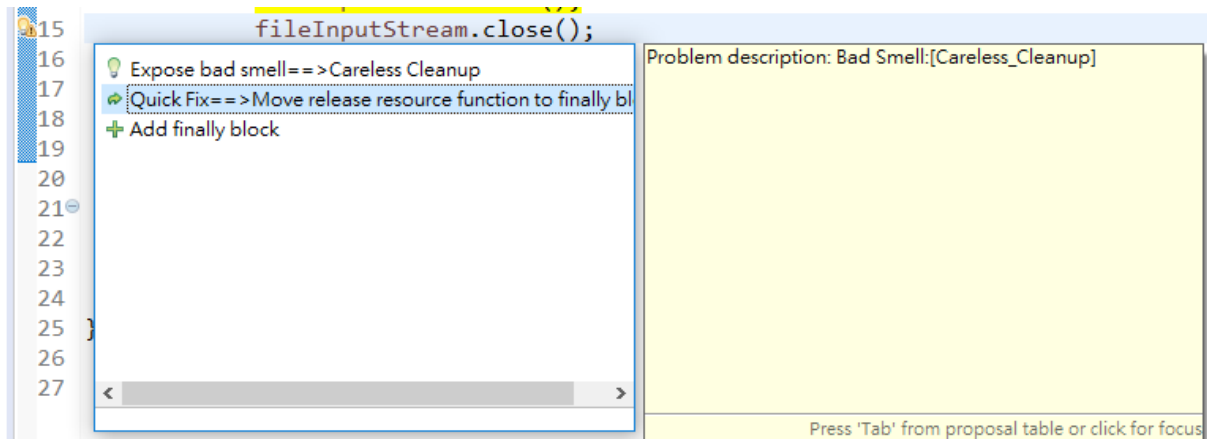 15 fileInputStream.close();
16
17
18
19
20
21
22
23
24
25 }
26
27
Expose bad smell==>Careless Cleanup
Quick Fix==>Move release resource function to finally bl
Add finally block
Problem description: Bad Smell:[Careless_Cleanup]
Press 'Tab' from proposal table or click for focus